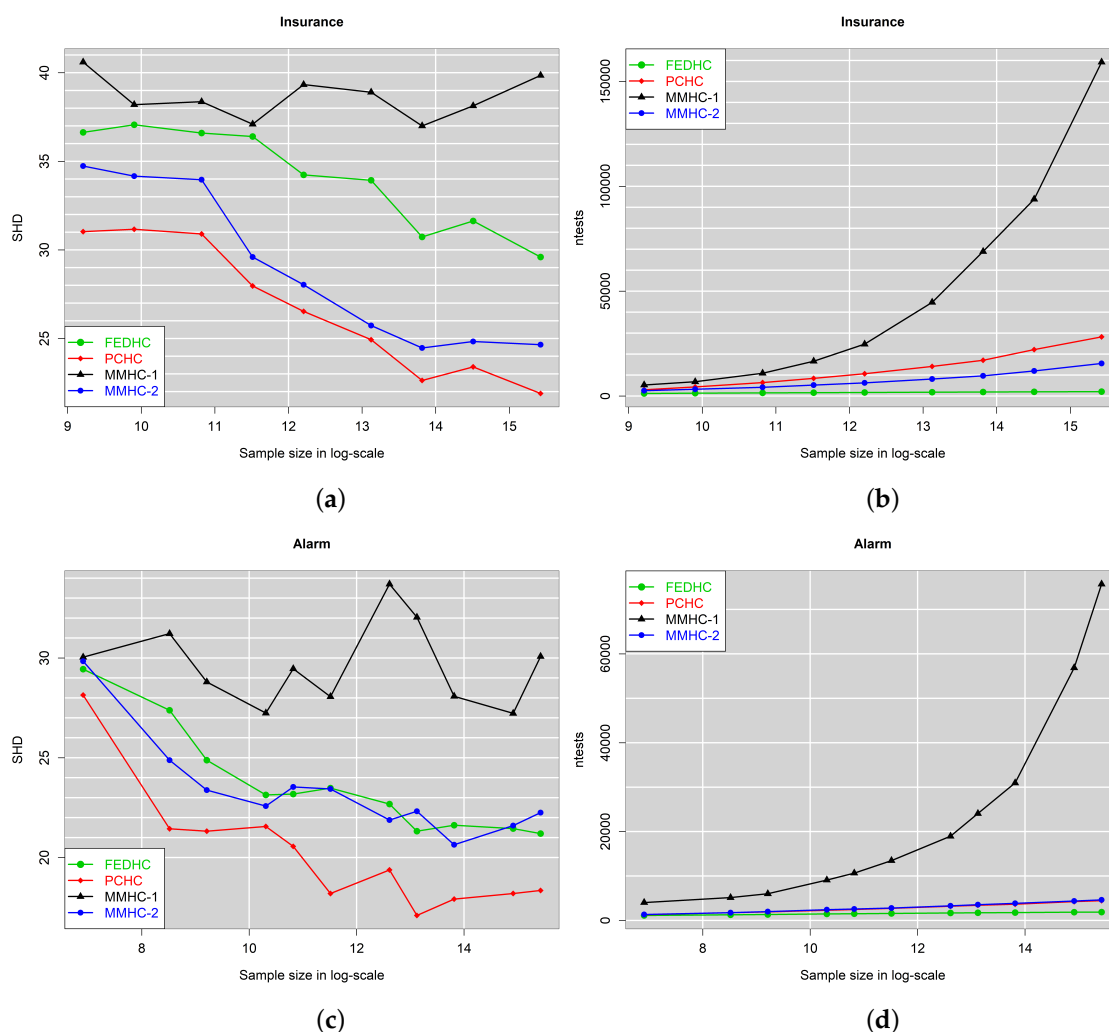 Insurance
SHD
40
35
30
25
FEDHC
PCHC
MMHC-1
MMHC-2
9 10 11 12 13 14 15
Sample size in log-scale
(a)
Insurance
ntests
150000
100000
50000
0
FEDHC
PCHC
MMHC-1
MMHC-2
9 10 11 12 13 14 15
Sample size in log-scale
(b)
Alarm
SHD
30
25
20
FEDHC
PCHC
MMHC-1
MMHC-2
8 10 12 14
Sample size in log-scale
(c)
Alarm
ntests
60000
40000
20000
0
FEDHC
PCHC
MMHC-1
MMHC-2
8 10 12 14
Sample size in log-scale
(d)